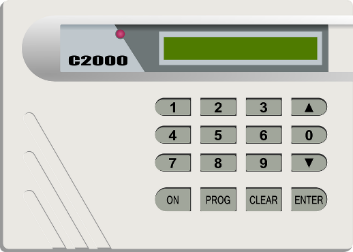 C2000
1 2 3 ▲
4 5 6 0
7 8 9 ▼
ON PROG CLEAR ENTER